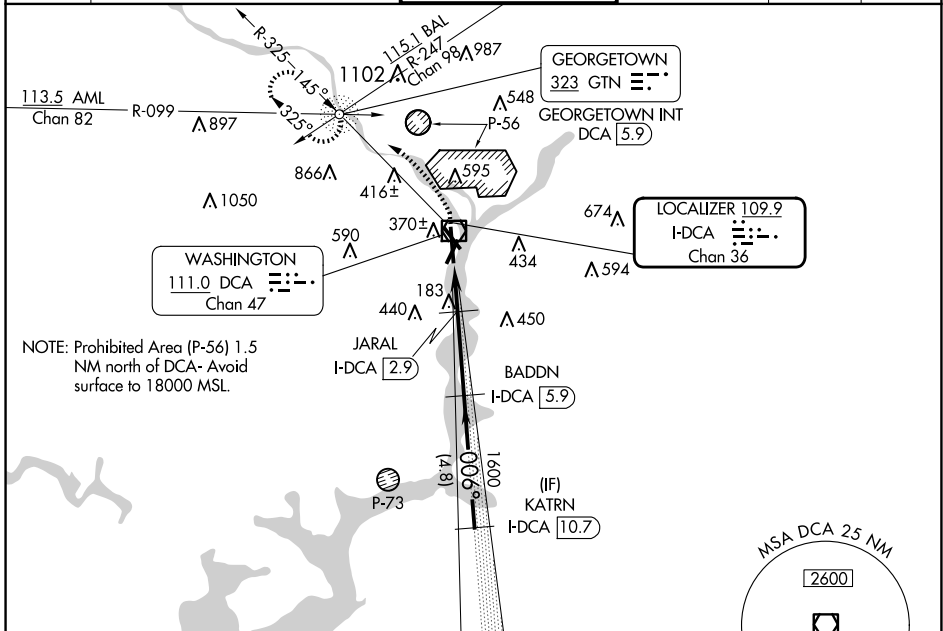 R-325
145°
325°
115.1 BAL
R-247
Chan 98
987
1102
GEORGETOWN
323 GTN
GEORGETOWN INT
DCA 5.9
113.5 AML
Chan 82
R-099
897
548
P-56
866
416±
595
1050
370±
590
674
LOCALIZER 109.9
I-DCA
Chan 36
434
594
WASHINGTON
111.0 DCA
Chan 47
183
440
450
JARAL
I-DCA 2.9
NOTE: Prohibited Area (P-56) 1.5
NM north of DCA- Avoid
surface to 18000 MSL.
BADDN
I-DCA 5.9
1600
006°
(4.8)
P-73
(IF)
KATRN
I-DCA 10.7
MSA DCA 25 NM
2600